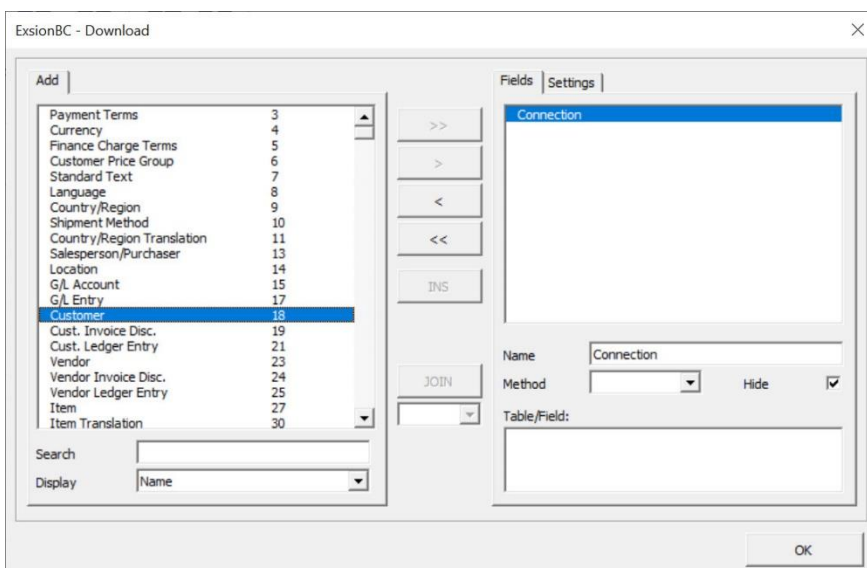 ExsionBC - Download
Add
Payment Terms 3
Currency 4
Finance Charge Terms 5
Customer Price Group 6
Standard Text 7
Language 8
Country/Region 9
Shipment Method 10
Country/Region Translation 11
Salesperson/Purchaser 13
Location 14
G/L Account 15
G/L Entry 17
Customer 18
Cust. Invoice Disc. 19
Cust. Ledger Entry 21
Vendor 23
Vendor Invoice Disc. 24
Vendor Ledger Entry 25
Item 27
Item Translation 30
Search
Display Name
>>
>
<
<<
INS
JOIN
Fields Settings
Connection
Name Connection
Method Hide
Table/Field:
OK